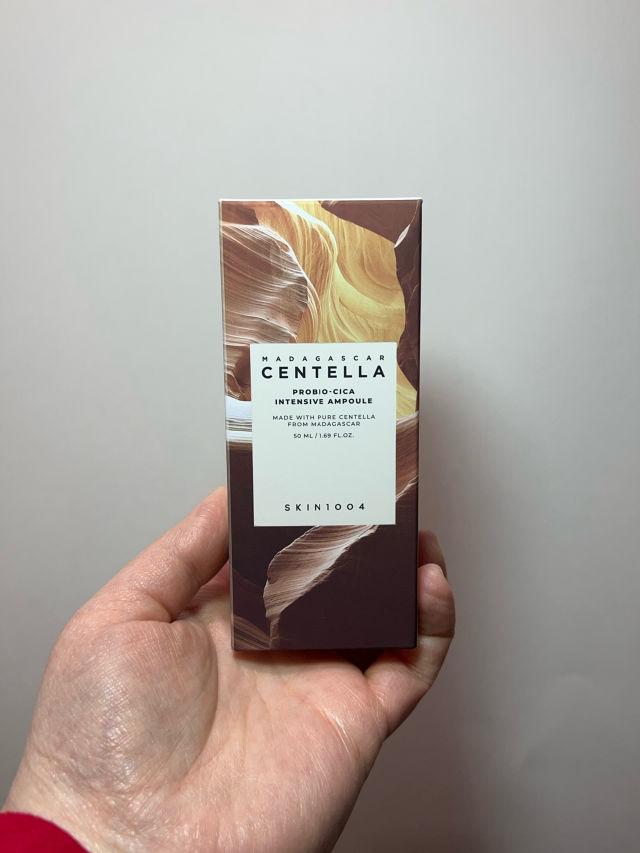 MADAGASCAR
CENTELLA
PROBIO-CICA
INTENSIVE AMPOULE
MADE WITH PURE CENTELLA
FROM MADAGASCAR
50 ML / 1.69 FL.OZ.
SKIN1004